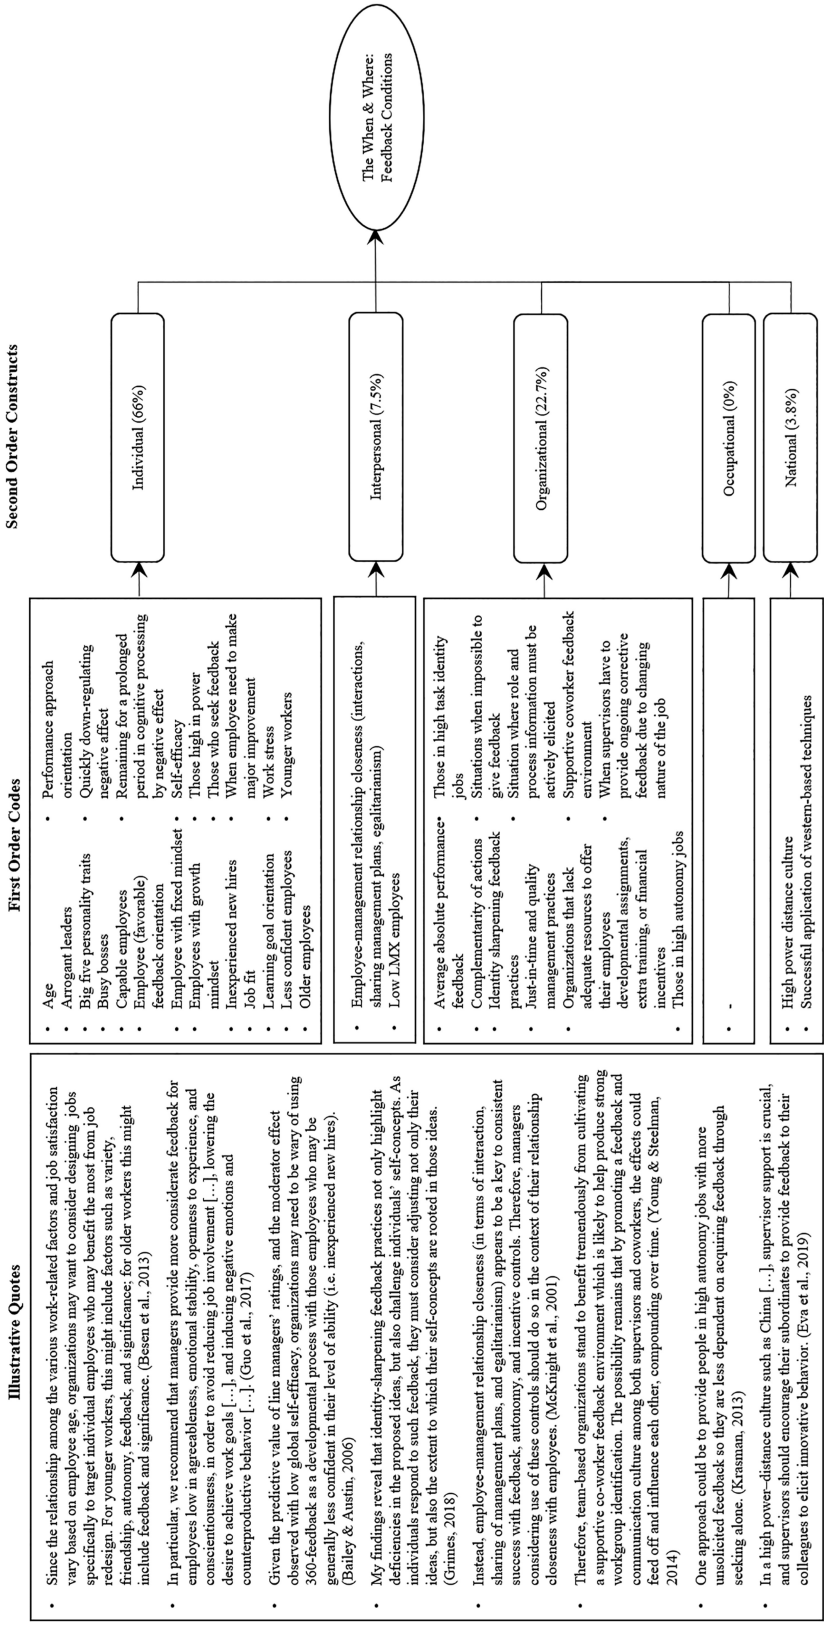 Illustrative Quotes
• Since the relationship among the various work-related factors and job satisfaction
vary based on employee age, organizations may want to consider designing jobs
specifically to target individual employees who may benefit the most from job
redesign. For younger workers, this might include factors such as variety,
friendship, autonomy, feedback, and significance; for older workers this might
include feedback and significance. (Besen et al., 2013)
• In particular, we recommend that managers provide more considerate feedback for
employees low in agreeableness, emotional stability, openness to experience, and
conscientiousness, in order to avoid reducing job involvement […], lowering the
desire to achieve work goals […], and inducing negative emotions and
counterproductive behavior […]. (Guo et al., 2017)
• Given the predictive value of line managers’ ratings, and the moderator effect
observed with low global self-efficacy, organizations may need to be wary of using
360-feedback as a developmental process with those employees who may be
generally less confident in their level of ability (i.e. inexperienced new hires).
(Bailey & Austin, 2006)
• My findings reveal that identity-sharpening feedback practices not only highlight
deficiencies in the proposed ideas, but also challenge individuals’ self-concepts. As
individuals respond to such feedback, they must consider adjusting not only their
ideas, but also the extent to which their self-concepts are rooted in those ideas.
(Grimes, 2018)
• Instead, employee-management relationship closeness (in terms of interaction,
sharing of management plans, and egalitarianism) appears to be a key to consistent
success with feedback, autonomy, and incentive controls. Therefore, managers
considering use of these controls should do so in the context of their relationship
closeness with employees. (McKnight et al., 2001)
• Therefore, team-based organizations stand to benefit tremendously from cultivating
a supportive co-worker feedback environment which is likely to help produce strong
workgroup identification. The possibility remains that by promoting a feedback and
communication culture among both supervisors and coworkers, the effects could
feed off and influence each other, compounding over time. (Young & Steelman,
2014)
• One approach could be to provide people in high autonomy jobs with more
unsolicited feedback so they are less dependent on acquiring feedback through
seeking alone. (Krasman, 2013)
• In a high power–distance culture such as China […], supervisor support is crucial,
and supervisors should encourage their subordinates to provide feedback to their
colleagues to elicit innovative behavior. (Eva et al., 2019)
First Order Codes
• Age
• Arrogant leaders
• Big five personality traits
• Busy bosses
• Capable employees
• Employee (favorable)
feedback orientation
• Employee with fixed mindset
• Employees with growth
mindset
• Inexperienced new hires
• Job fit
• Learning goal orientation
• Less confident employees
• Older employees
• Performance approach
orientation
• Quickly down-regulating
negative affect
• Remaining for a prolonged
period in cognitive processing
by negative effect
• Self-efficacy
• Those high in power
• Those who seek feedback
• When employee need to make
major improvement
• Work stress
• Younger workers
• Employee-management relationship closeness (interactions,
sharing management plans, egalitarianism)
• Low LMX employees
• Average absolute performance
feedback
• Complementarity of actions
• Identity sharpening feedback
practices
• Just-in-time and quality
management practices
• Organizations that lack
adequate resources to offer
their employees
developmental assignments,
extra training, or financial
incentives
• Those in high autonomy jobs
• Those in high task identity
jobs
• Situations when impossible to
give feedback
• Situation where role and
process information must be
actively elicited
• Supportive coworker feedback
environment
• When supervisors have to
provide ongoing corrective
feedback due to changing
nature of the job
• -
• High power distance culture
• Successful application of western-based techniques
Second Order Constructs
Individual (66%)
Interpersonal (7.5%)
Organizational (22.7%)
Occupational (0%)
National (3.8%)
The When & Where:
Feedback Conditions